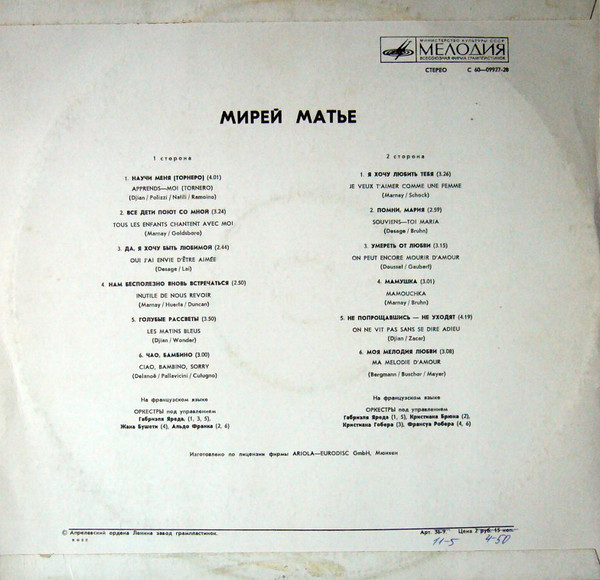 МИНИСТЕРСТВО КУЛЬТУРЫ СССР
МЕЛОДИЯ
ВСЕСОЮЗНАЯ ФИРМА ГРАМПЛАСТИНОК
СТЕРЕО С 60—09927-28
МИРЕЙ МАТЬЕ
1 сторона
1. НАУЧИ МЕНЯ (ТОРНЕРО) (4.01)
APPRENDS—MOI (TORNERO)
(Djian / Polizzi / Natili / Ramoino)
2. ВСЕ ДЕТИ ПОЮТ СО МНОЙ (3.24)
TOUS LES ENFANTS CHANTENT AVEC MOI
(Marnay / Goldsboro)
3. ДА, Я ХОЧУ БЫТЬ ЛЮБИМОЙ (2.44)
OUI J'AI ENVIE D'ÊTRE AIMÉE
(Desage / Lai)
4. НАМ БЕСПОЛЕЗНО ВНОВЬ ВСТРЕЧАТЬСЯ (2.50)
INUTILE DE NOUS REVOIR
(Marnay / Huerla / Duncan)
5. ГОЛУБЫЕ РАССВЕТЫ (3.50)
LES MATINS BLEUS
(Djian / Wonder)
6. ЧАО, БАМБИНО (3.00)
CIAO, BAMBINO, SORRY
(Delanoé / Pallavicini / Culugno)
На французском языке
ОРКЕСТРЫ под управлением
Габриэля Яреда, (1, 3, 5),
Жана Бушети (4), Альдо Франка (2, 6)
2 сторона
1. Я ХОЧУ ЛЮБИТЬ ТЕБЯ (3.26)
JE VEUX T'AIMER COMME UNE FEMME
(Marnay / Schock)
2. ПОМНИ, МАРИЯ (2.59)
SOUVIENS—TOI MARIA
(Desage / Bruhn)
3. УМЕРЕТЬ ОТ ЛЮБВИ (3.15)
ON PEUT ENCORE MOURIR D'AMOUR
(Doussel / Gaubert)
4. МАМУШКА (3.01)
MAMOUCHKA
(Marnay / Bruhn)
5. НЕ ПОПРОЩАВШИСЬ — НЕ УХОДЯТ (4.19)
ON NE VIT PAS SANS SE DIRE ADIEU
(Djian / Zacar)
6. МОЯ МЕЛОДИЯ ЛЮБВИ (3.08)
MA MELODIE D'AMOUR
(Bergmann / Buschor / Mayer)
На французском языке
ОРКЕСТРЫ под управлением
Габриэля Яреда (1, 5), Кристиана Брюна (2),
Кристиана Гобера (3), Франсуа Робера (4, 6)
Изготовлено по лицензии фирмы ARIOLA—EURODISC GmbH, Мюнхен
© Апрелевский ордена Ленина завод грампластинок. Арт. Цена 2 руб. 15 коп.
11-5 4-50